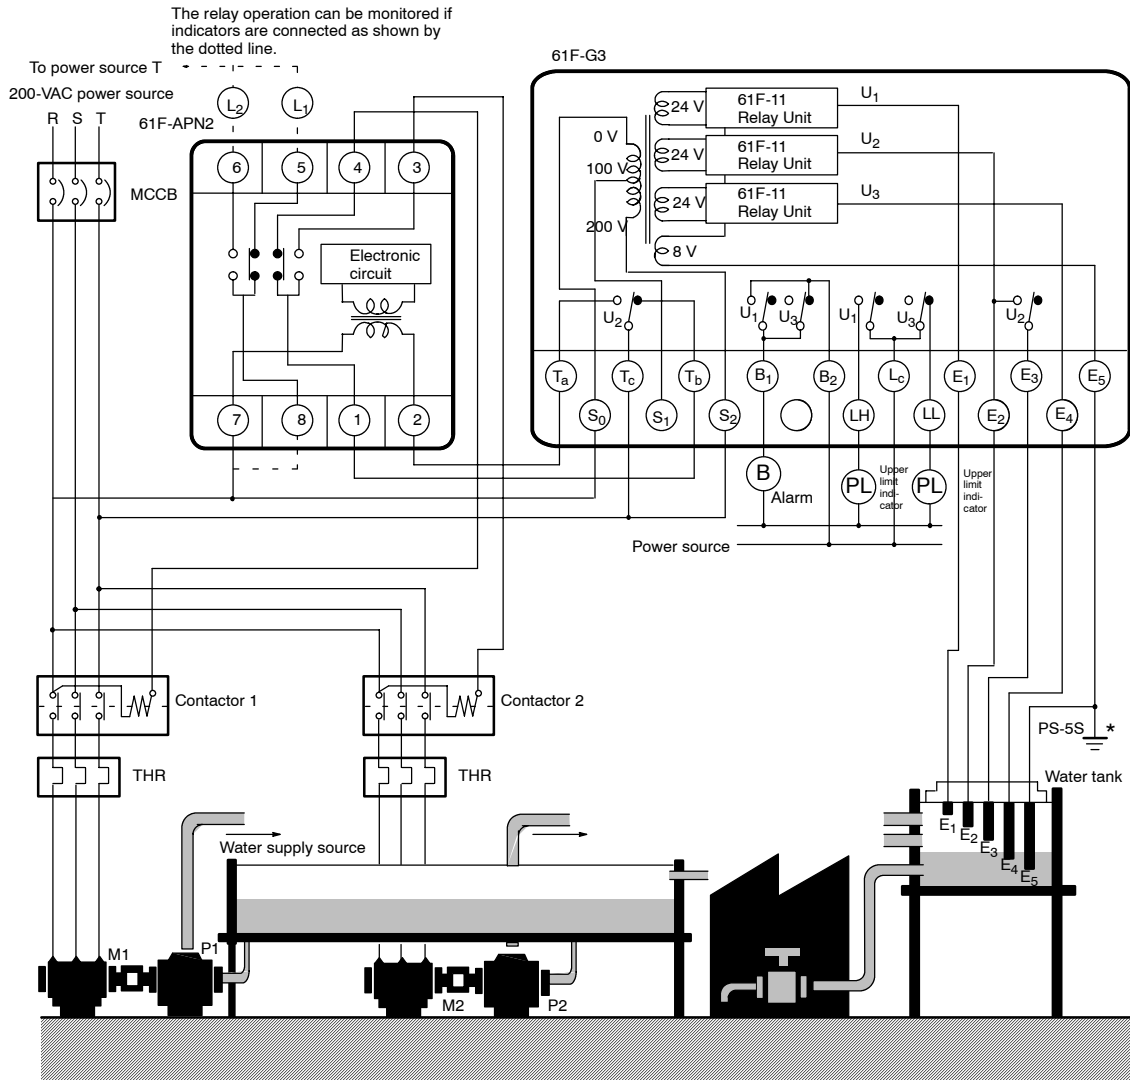 The relay operation can be monitored if
indicators are connected as shown by
the dotted line.
To power source T
200-VAC power source
R S T
MCCB
61F-APN2
L2
L1
6 5 4 3
Electronic
circuit
7 8 1 2
61F-G3
0 V
100 V
200 V
24 V
61F-11
Relay Unit
U1
24 V
61F-11
Relay Unit
U2
24 V
61F-11
Relay Unit
U3
8 V
U2
U1
U3
U1
U3
U2
Ta Tc Tb B1 B2 Lc E1 E3 E5
S0 S1 S2 LH LL E2 E4
B
Alarm
PL
Upper
limit
indi-
cator
PL
Upper
limit
indi-
cator
Power source
Contactor 1
Contactor 2
THR
THR
PS-5S *
Water tank
E1
E2
E3
E4
E5
Water supply source
M1
P1
M2
P2